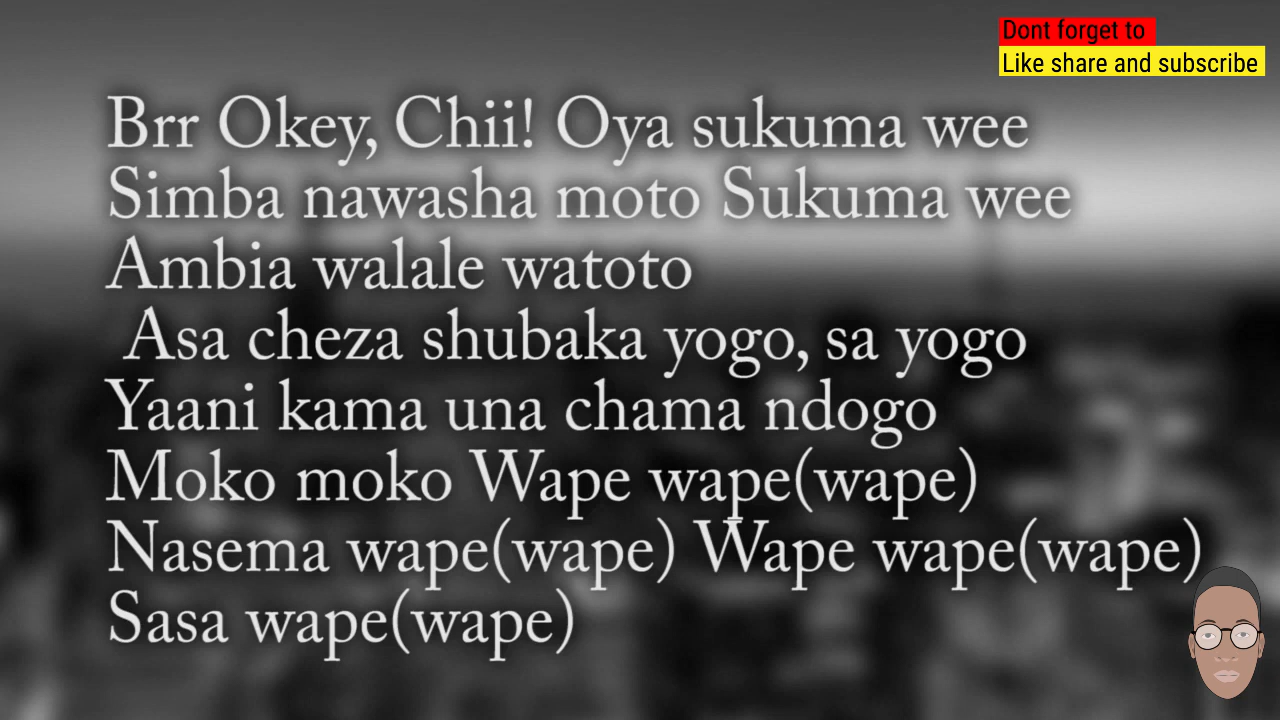 Dont forget to
Like share and subscribe
Brr Okey, Chii! Oya sukuma wee
Simba nawasha moto Sukuma wee
Ambia walale watoto
Asa cheza shubaka yogo, sa yogo
Yaani kama una chama ndogo
Moko moko Wape wape(wape)
Nasema wape(wape) Wape wape(wape)
Sasa wape(wape)